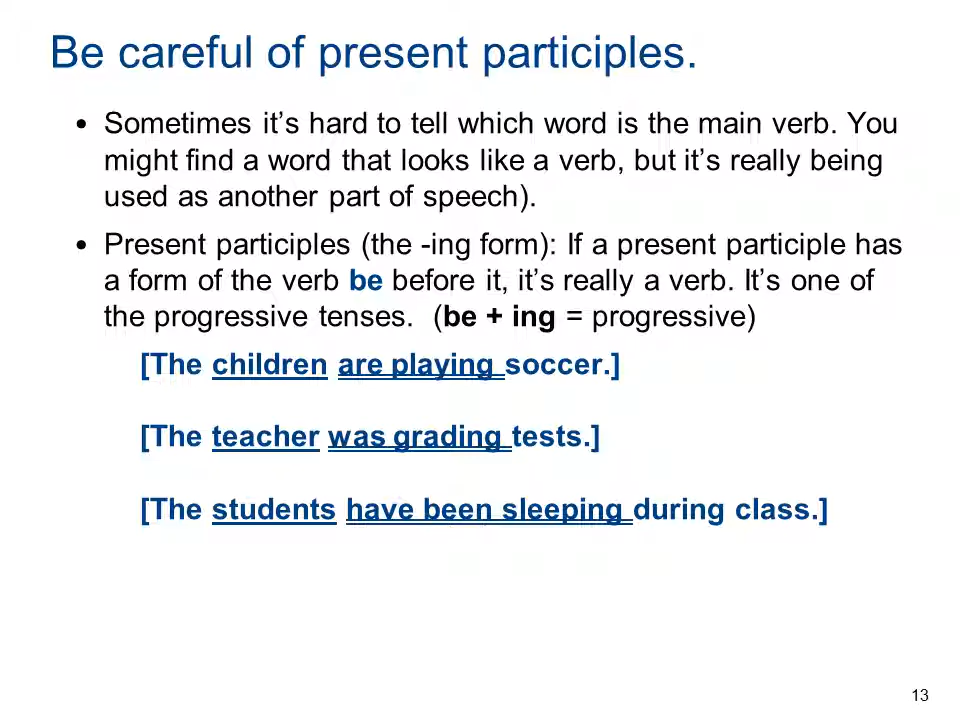 Be careful of present participles.
• Sometimes it’s hard to tell which word is the main verb. You
might find a word that looks like a verb, but it’s really being
used as another part of speech).
• Present participles (the -ing form): If a present participle has
a form of the verb be before it, it’s really a verb. It’s one of
the progressive tenses. (be + ing = progressive)
[The children are playing soccer.]
[The teacher was grading tests.]
[The students have been sleeping during class.]
13